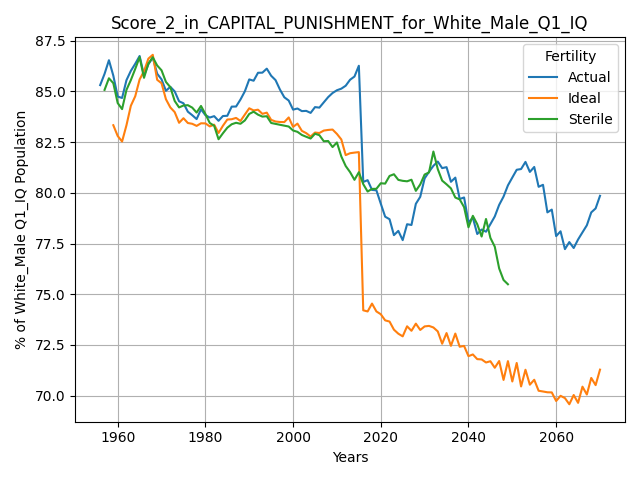 Score_2_in_CAPITAL_PUNISHMENT_for_White_Male_Q1_IQ
% of White_Male Q1_IQ Population
87.5
85.0
82.5
80.0
77.5
75.0
72.5
70.0
Fertility
Actual
Ideal
Sterile
1960
1980
2000
2020
2040
2060
Years